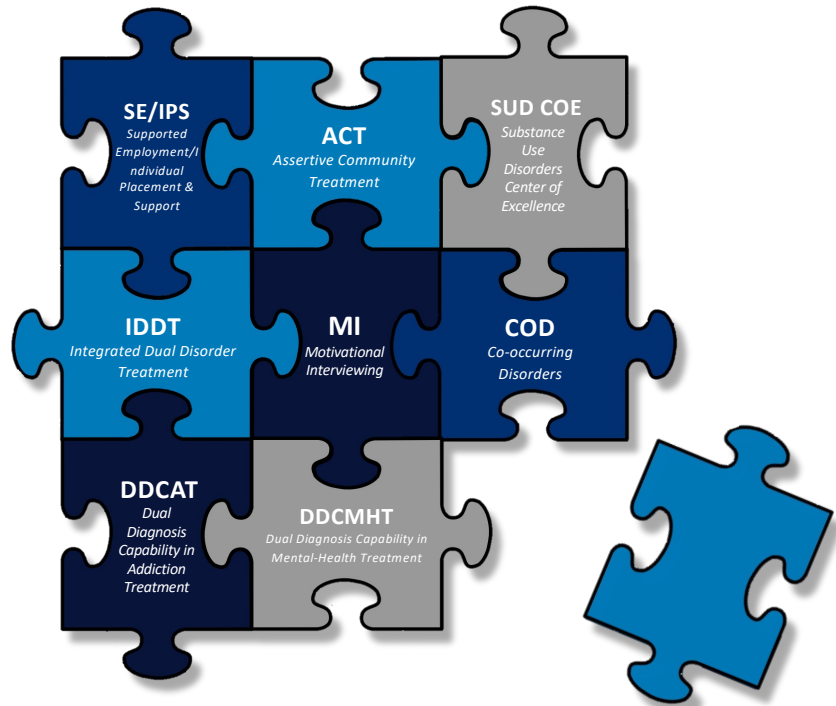 SE/IPS
Supported
Employment/I
ndividual
Placement &
Support
ACT
Assertive Community
Treatment
SUD COE
Substance
Use
Disorders
Center of
Excellence
IDDT
Integrated Dual Disorder
Treatment
MI
Motivational
Interviewing
COD
Co-occurring
Disorders
DDCAT
Dual
Diagnosis
Capability in
Addiction
Treatment
DDCMHT
Dual Diagnosis Capability in
Mental-Health Treatment